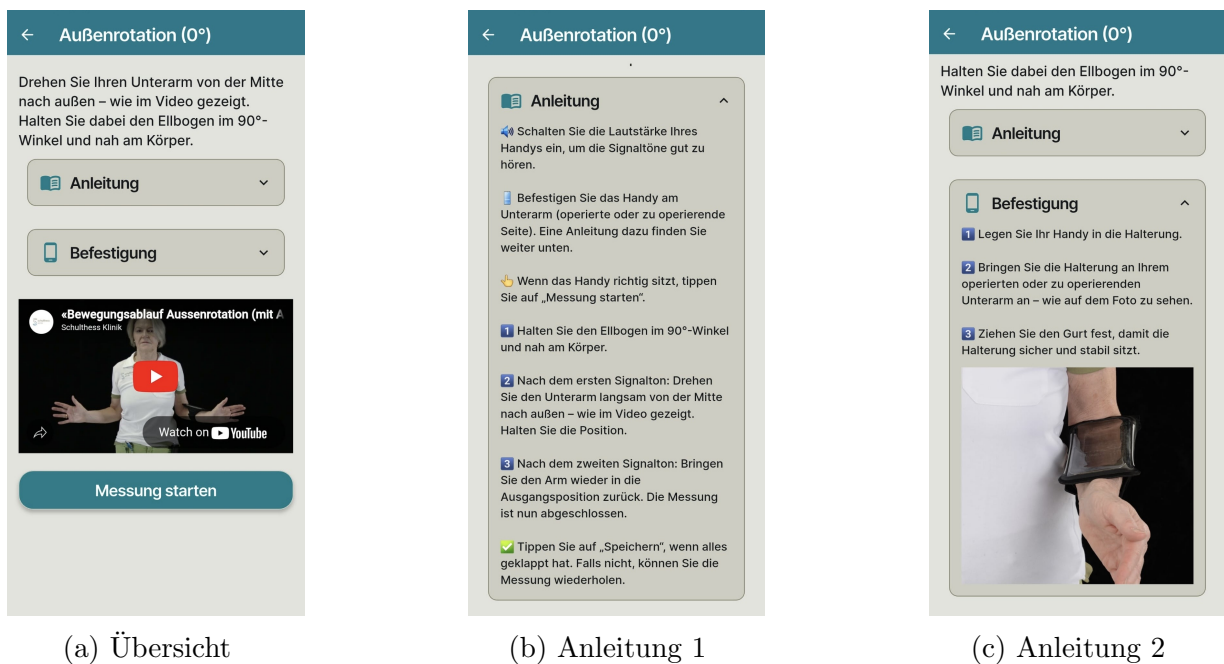 Außenrotation (0°)
Drehen Sie Ihren Unterarm von der Mitte
nach außen – wie im Video gezeigt.
Halten Sie dabei den Ellbogen im 90°-
Winkel und nah am Körper.
Anleitung
Befestigung
«Bewegungsablauf Aussenrotation (mit A
Schulthess Klinik
Watch on YouTube
Messung starten
(a) Übersicht
Außenrotation (0°)
Anleitung
Schalten Sie die Lautstärke Ihres
Handys ein, um die Signaltöne gut zu
hören.
Befestigen Sie das Handy am
Unterarm (operierte oder zu operierende
Seite). Eine Anleitung dazu finden Sie
weiter unten.
Wenn das Handy richtig sitzt, tippen
Sie auf „Messung starten“.
1 Halten Sie den Ellbogen im 90°-Winkel
und nah am Körper.
2 Nach dem ersten Signalton: Drehen
Sie den Unterarm langsam von der Mitte
nach außen – wie im Video gezeigt.
Halten Sie die Position.
3 Nach dem zweiten Signalton: Bringen
Sie den Arm wieder in die
Ausgangsposition zurück. Die Messung
ist nun abgeschlossen.
Tippen Sie auf „Speichern“, wenn alles
geklappt hat. Falls nicht, können Sie die
Messung wiederholen.
(b) Anleitung 1
Außenrotation (0°)
Halten Sie dabei den Ellbogen im 90°-
Winkel und nah am Körper.
Anleitung
Befestigung
1 Legen Sie Ihr Handy in die Halterung.
2 Bringen Sie die Halterung an Ihrem
operierten oder zu operierenden
Unterarm an – wie auf dem Foto zu sehen.
3 Ziehen Sie den Gurt fest, damit die
Halterung sicher und stabil sitzt.
(c) Anleitung 2